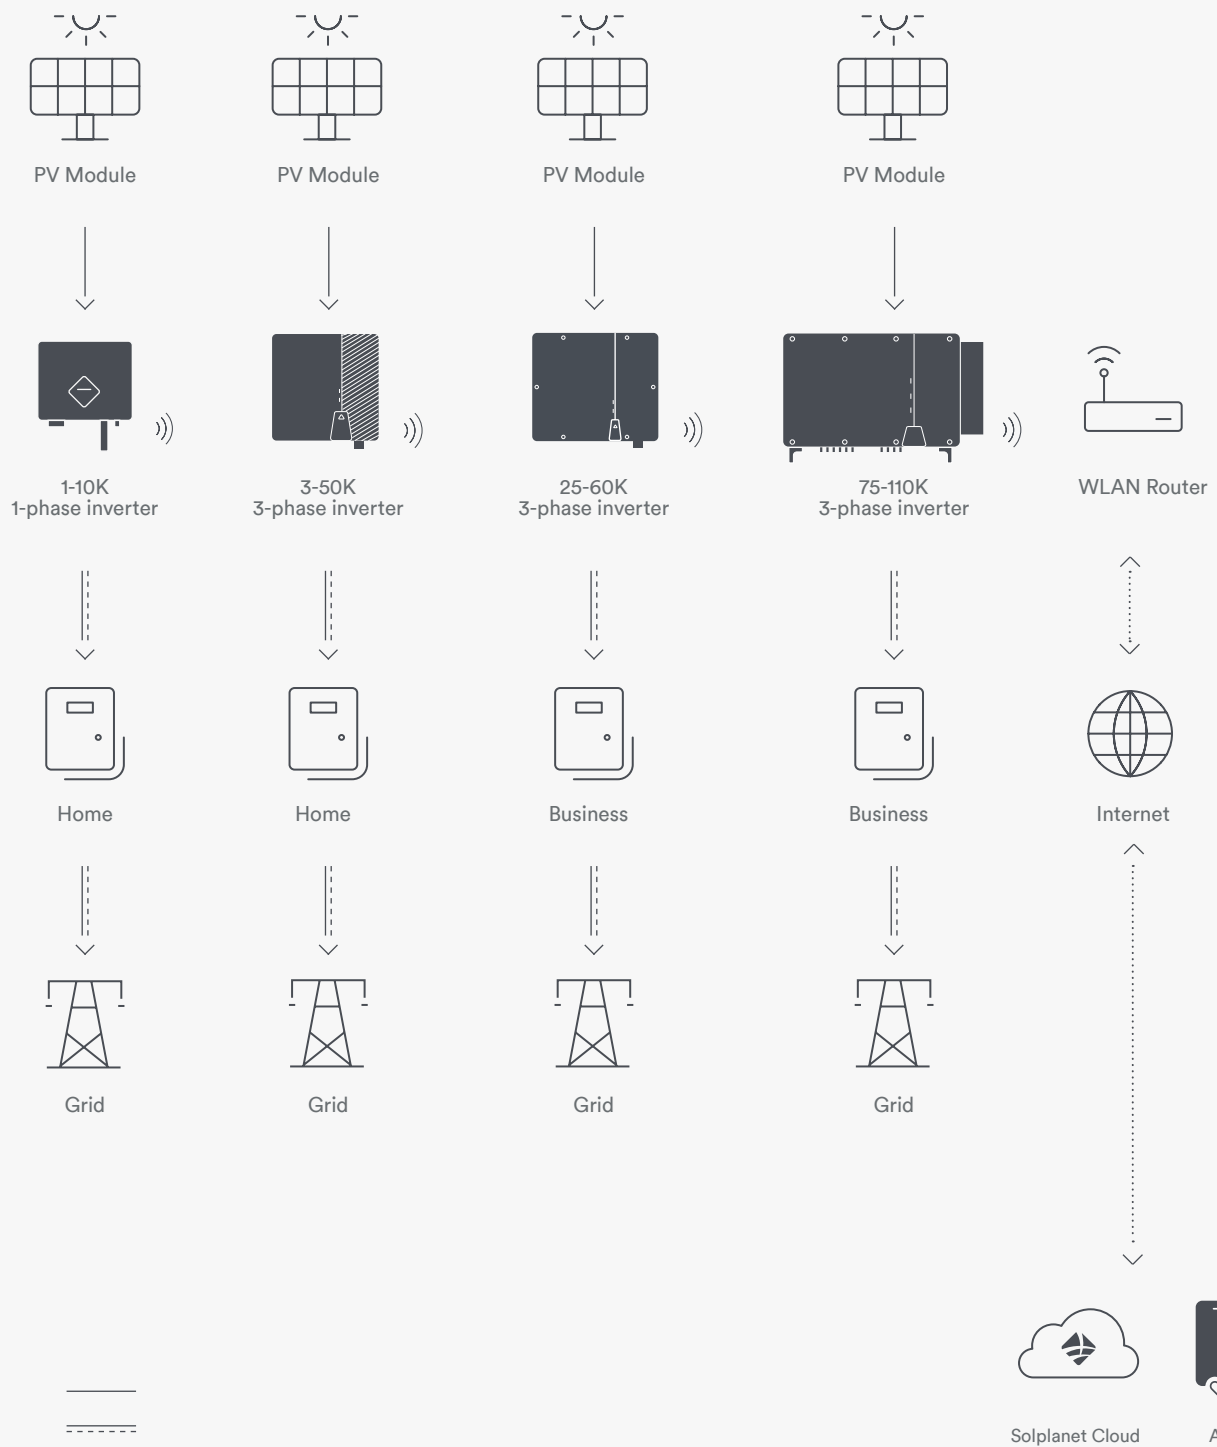 PV Module
PV Module
PV Module
PV Module
1-10K
1-phase inverter
3-50K
3-phase inverter
25-60K
3-phase inverter
75-110K
3-phase inverter
WLAN Router
Home
Home
Business
Business
Internet
Grid
Grid
Grid
Grid
Solplanet Cloud